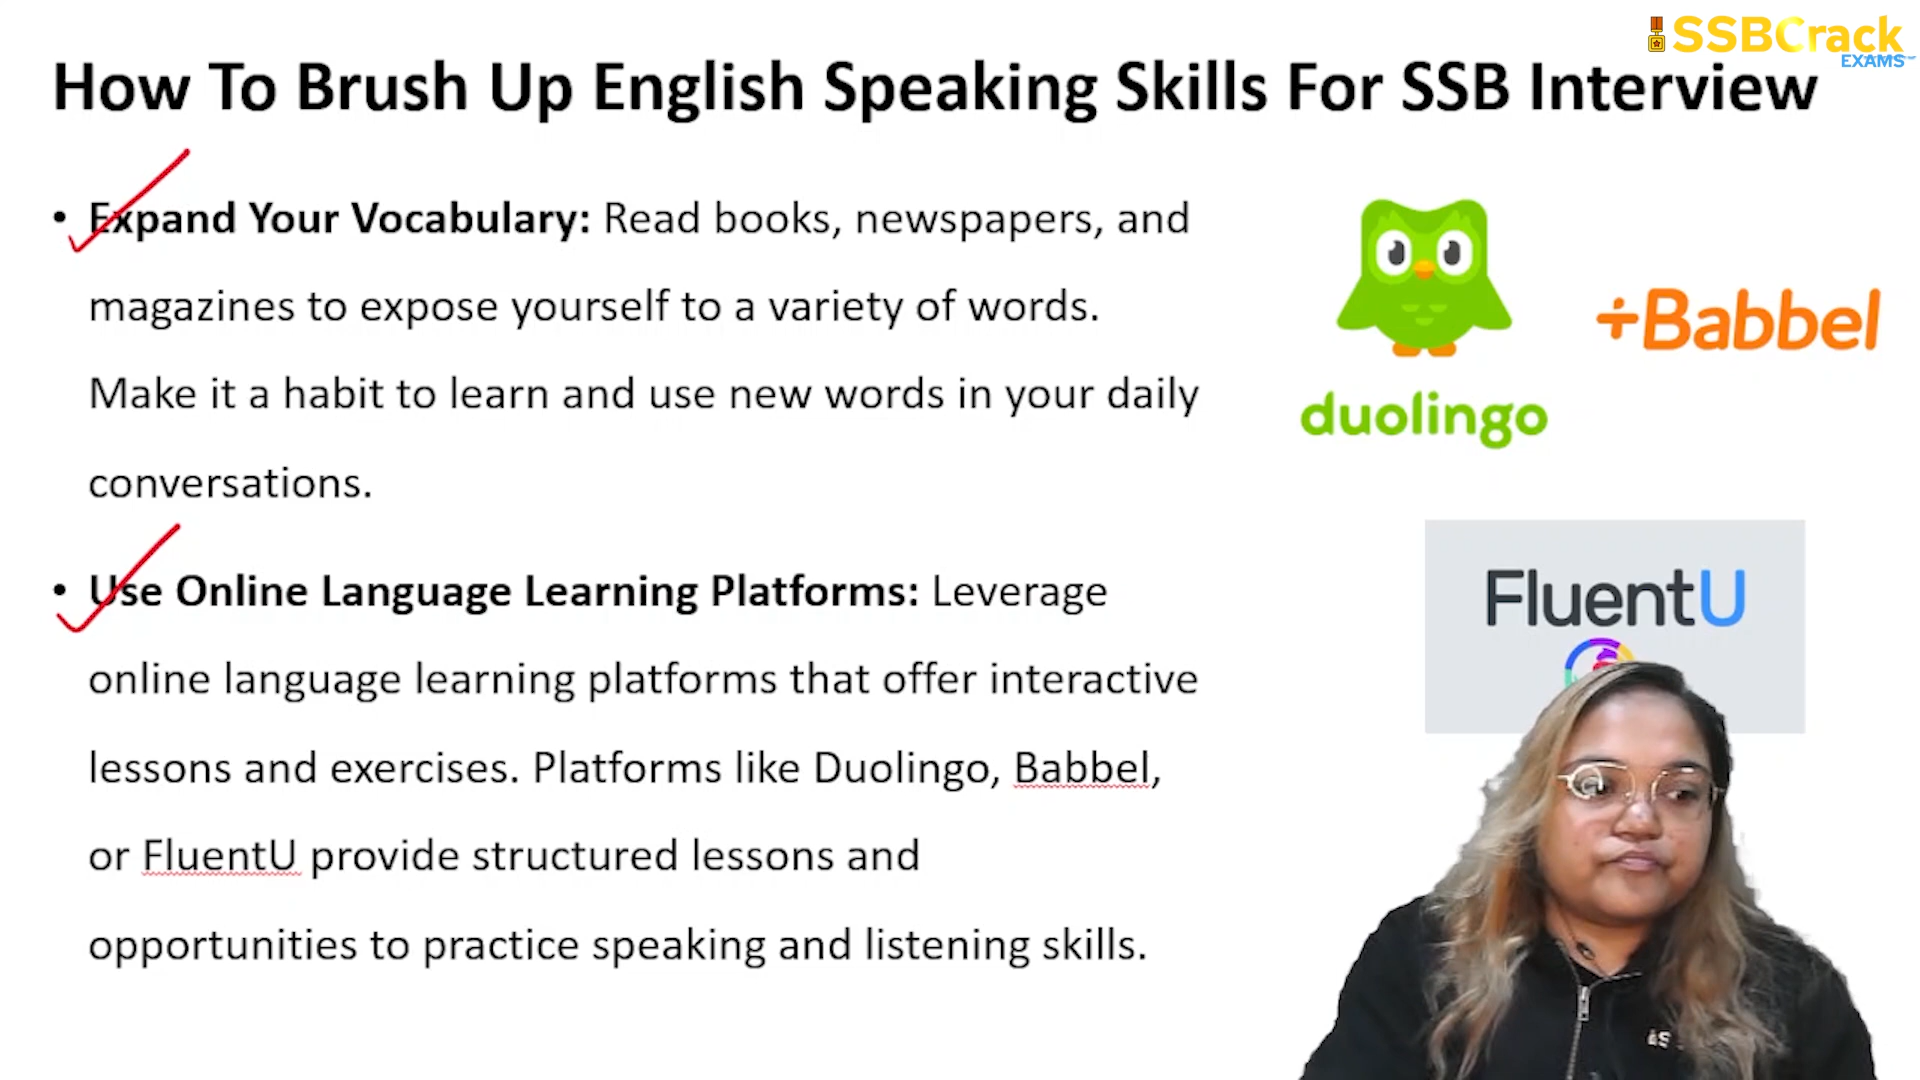 SSBCrack
EXAMS
How To Brush Up English Speaking Skills For SSB Interview
• Expand Your Vocabulary: Read books, newspapers, and
magazines to expose yourself to a variety of words.
Make it a habit to learn and use new words in your daily
conversations.
• Use Online Language Learning Platforms: Leverage
online language learning platforms that offer interactive
lessons and exercises. Platforms like Duolingo, Babbel,
or FluentU provide structured lessons and
opportunities to practice speaking and listening skills.
duolingo
+Babbel
FluentU